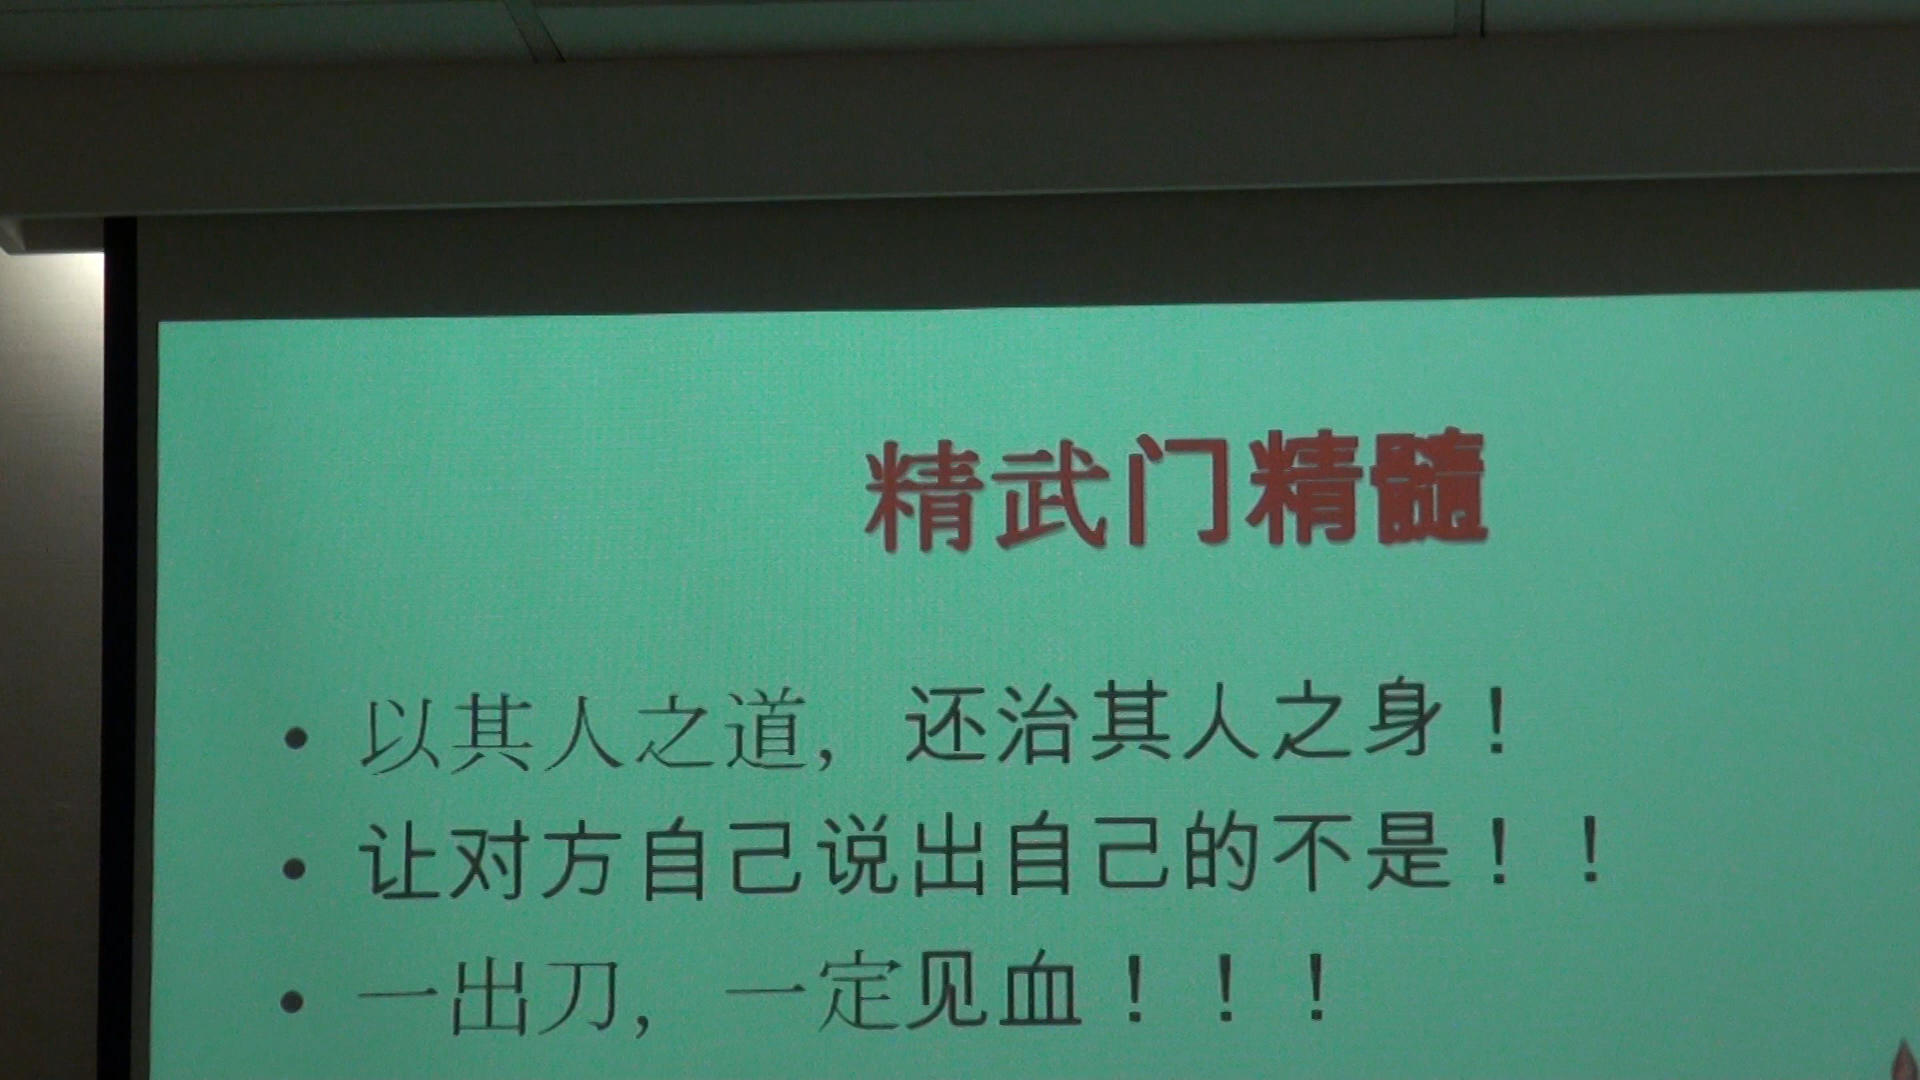 精武门精髓
• 以其人之道，还治其人之身！
• 让对方自己说出自己的不是！！
• 一出刀，一定见血！！！